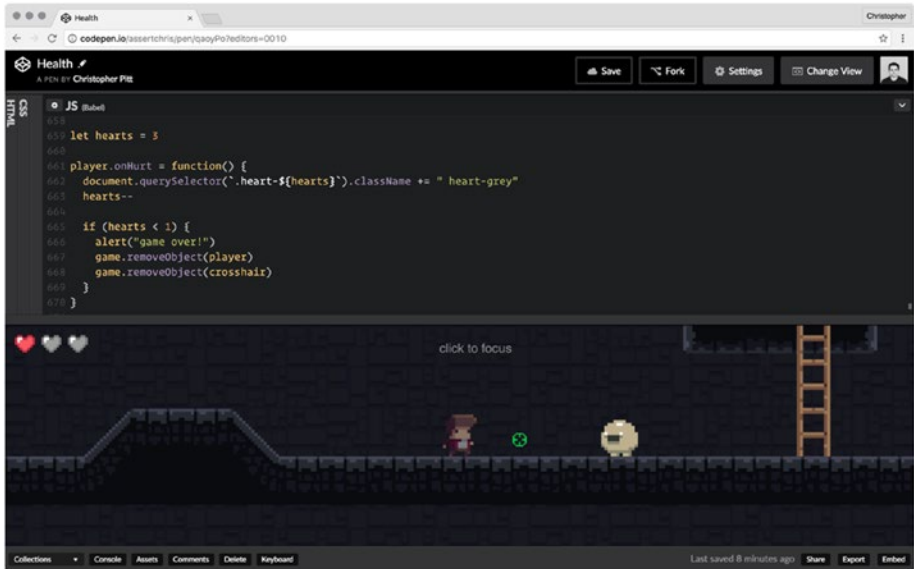 Health
Christopher
codepen.io/assertchris/pen/qaoyPo?editors=0010
Health
A PEN BY Christopher Pitt
Save
Fork
Settings
Change View
HTML
CSS
JS (Babel)
658
659 let hearts = 3
660
661 player.onHurt = function() {
662 document.querySelector(`.heart-${hearts}`).className += " heart-grey"
663 hearts--
664
665 if (hearts < 1) {
666 alert("game over!")
667 game.removeObject(player)
668 game.removeObject(crosshair)
669 }
670 }
click to focus
Collections
Console
Assets
Comments
Delete
Keyboard
Last saved 8 minutes ago
Share
Export
Embed